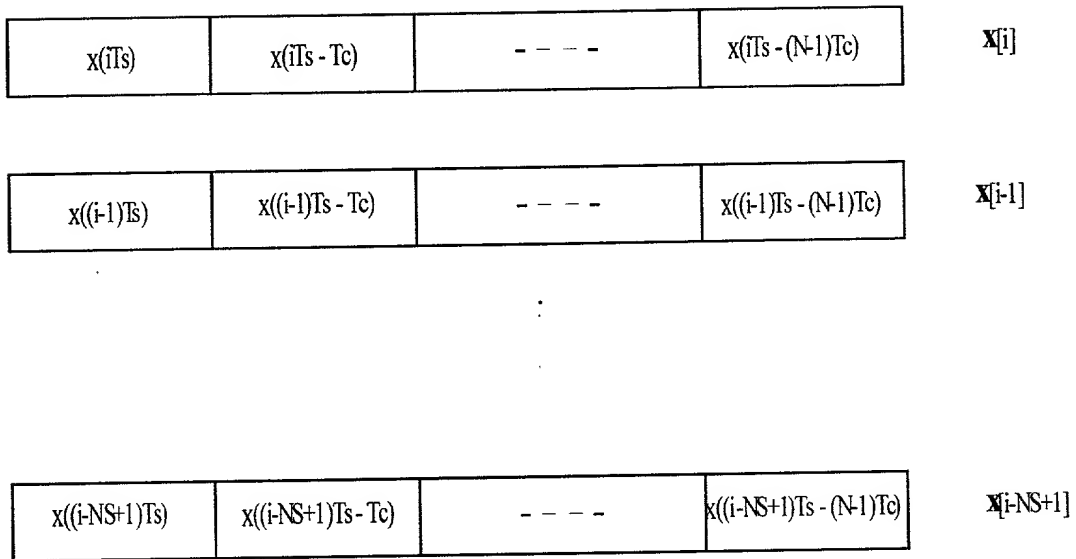 x(iTs) x(iTs - Tc) - - - - x(iTs - (N-1)Tc) X[i]
x((i-1)Ts) x((i-1)Ts - Tc) - - - - x((i-1)Ts - (N-1)Tc) X[i-1]
x((i-NS+1)Ts) x((i-NS+1)Ts - Tc) - - - - x((i-NS+1)Ts - (N-1)Tc) X[i-NS+1]